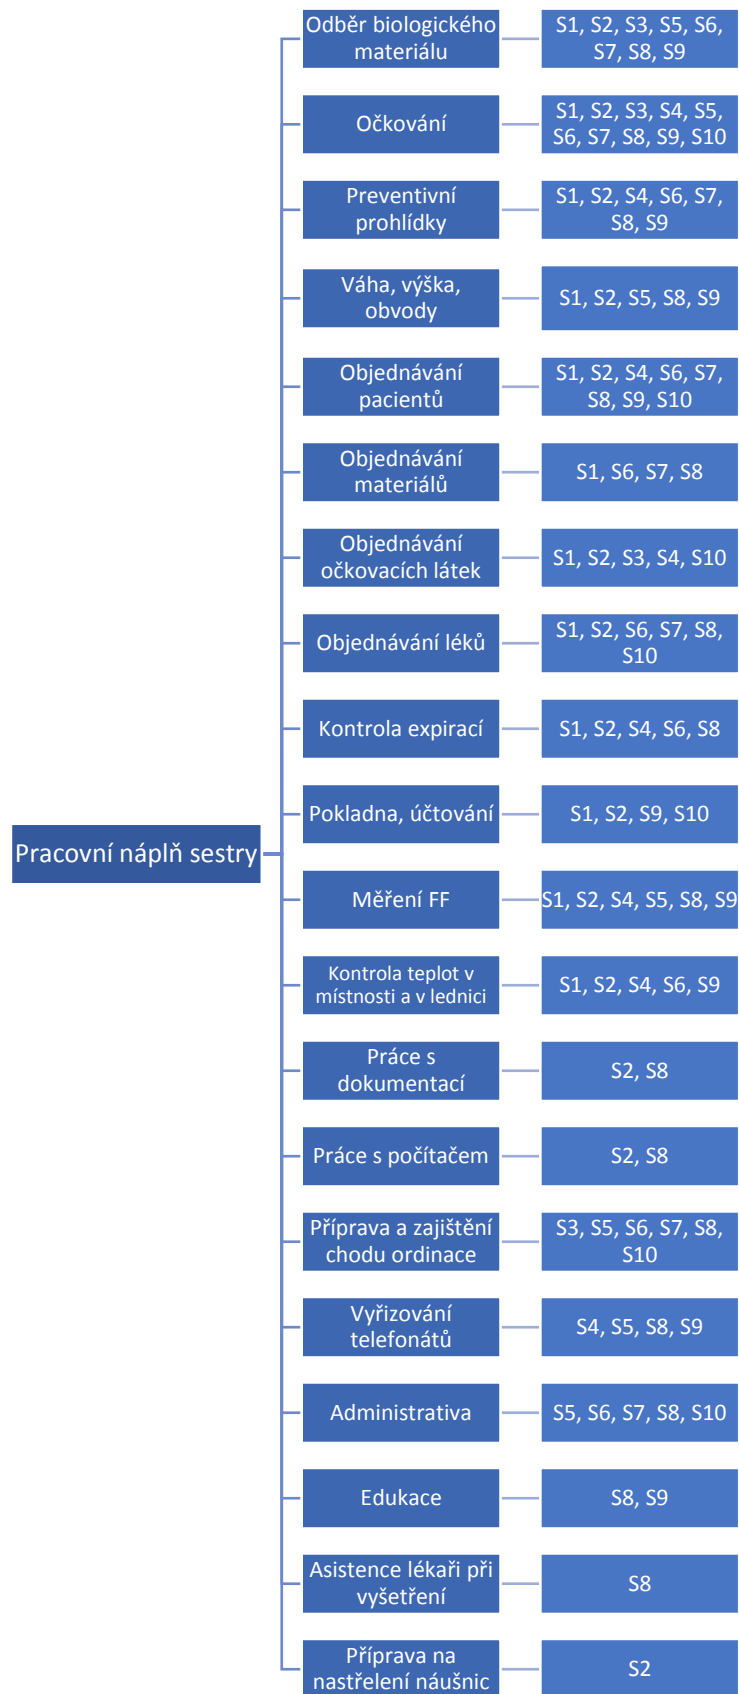 Odběr biologického
materiálu
S1, S2, S3, S5, S6,
S7, S8, S9
Očkování
S1, S2, S3, S4, S5,
S6, S7, S8, S9, S10
Preventivní
prohlídky
S1, S2, S4, S6, S7,
S8, S9
Váha, výška,
obvody
S1, S2, S5, S8, S9
Objednávání
pacientů
S1, S2, S4, S6, S7,
S8, S9, S10
Objednávání
materiálů
S1, S6, S7, S8
Objednávání
očkovacích látek
S1, S2, S3, S4, S10
Objednávání léků
S1, S2, S6, S7, S8,
S10
Kontrola expirací
S1, S2, S4, S6, S8
Pokladna, účtování
S1, S2, S9, S10
Pracovní náplň sestry
Měření FF
S1, S2, S4, S5, S8, S9
Kontrola teplot v
místnosti a v lednici
S1, S2, S4, S6, S9
Práce s
dokumentací
S2, S8
Práce s počítačem
S2, S8
Příprava a zajištění
chodu ordinace
S3, S5, S6, S7, S8,
S10
Vyřizování
telefonátů
S4, S5, S8, S9
Administrativa
S5, S6, S7, S8, S10
Edukace
S8, S9
Asistence lékaři při
vyšetření
S8
Příprava na
nastřelení náušnic
S2